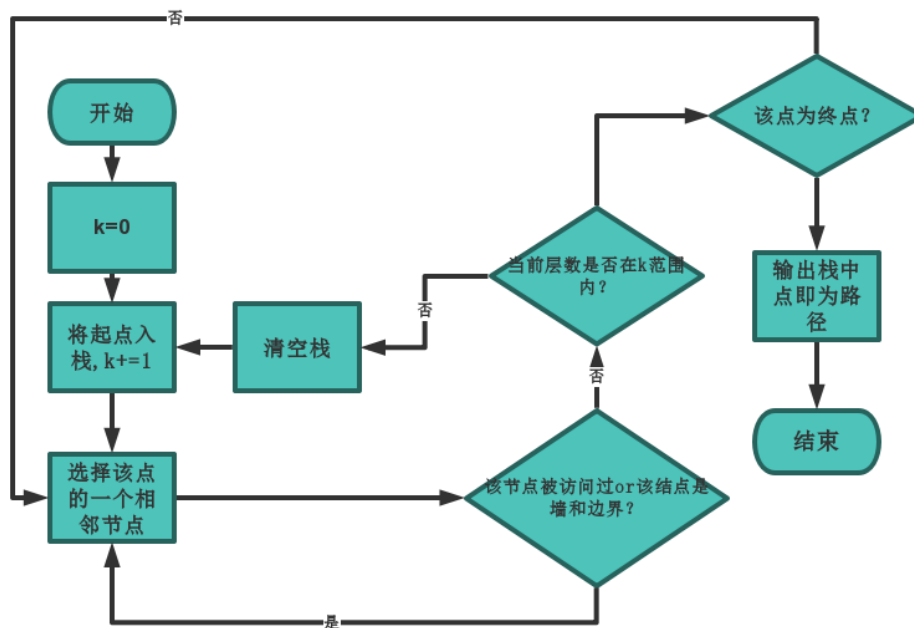 否
开始
该点为终点？
k=0
当前层数是否在k范围
内？
输出栈中
点即为路
径
将起点入
栈,k+=1
清空栈
否
否
结束
选择该点
的一个相
邻节点
该节点被访问过or该结点是
墙和边界？
是